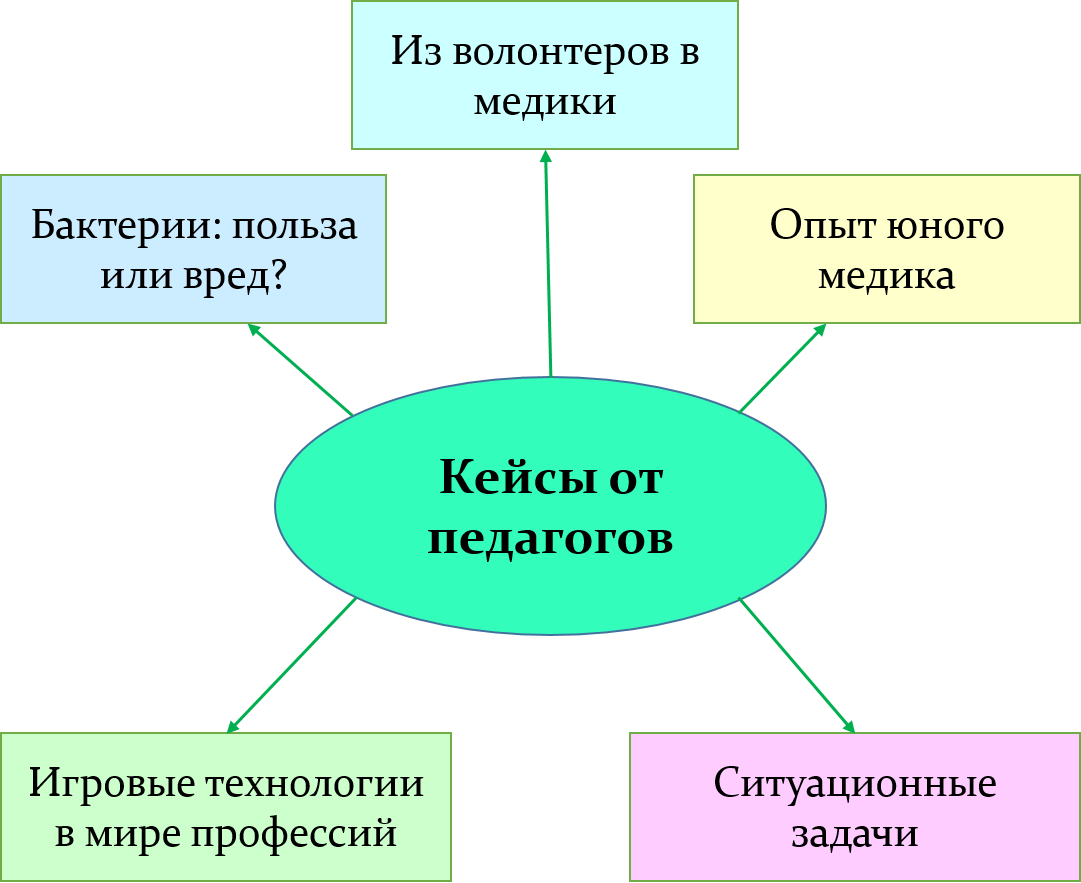 Из волонтеров в
медики
Бактерии: польза
или вред?
Опыт юного
медика
Кейсы от
педагогов
Игровые технологии
в мире профессий
Ситуационные
задачи